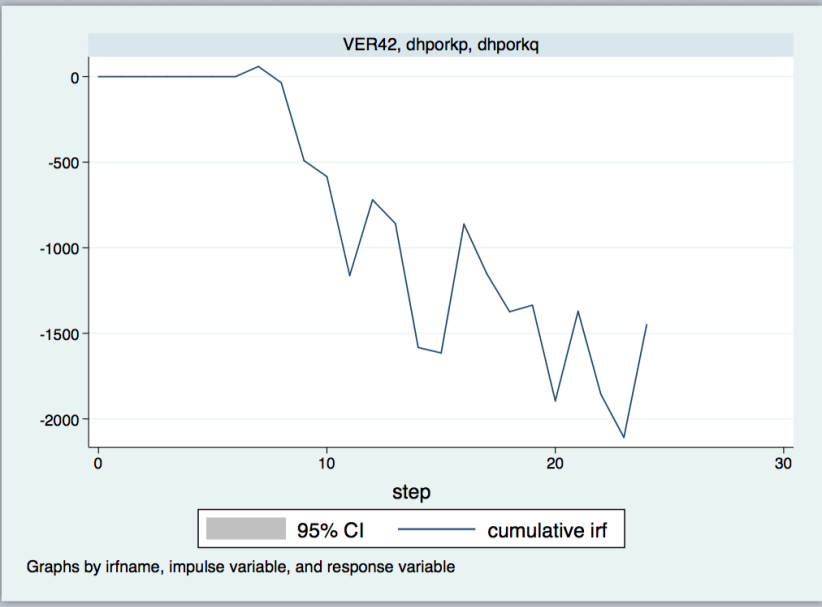 VER42, dhporkp, dhporkq
0
-500
-1000
-1500
-2000
0 10 20 30
step
95% CI cumulative irf
Graphs by irfname, impulse variable, and response variable